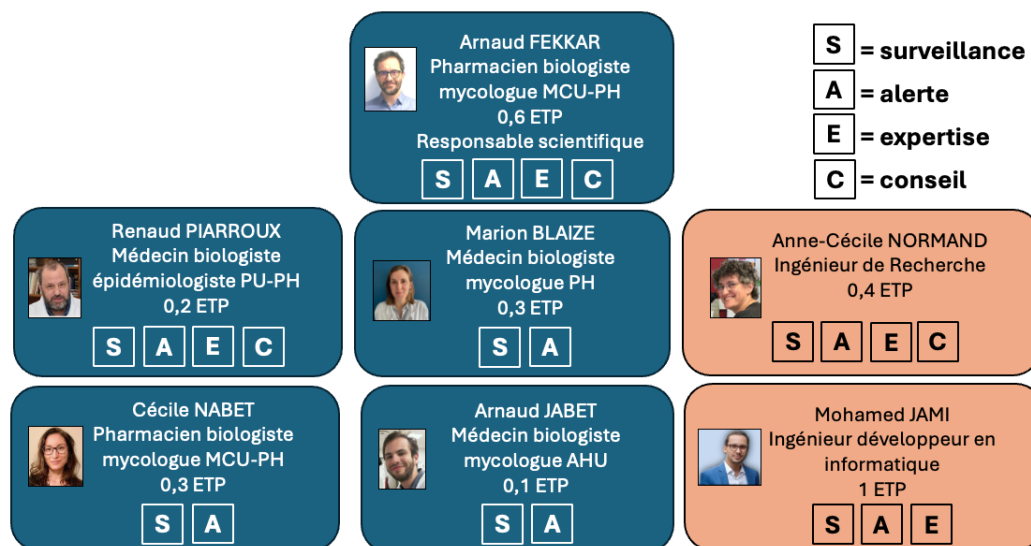 Arnaud FEKKAR
Pharmacien biologiste
mycologue MCU-PH
0,6 ETP
Responsable scientifique
S A E C
S = surveillance
A = alerte
E = expertise
C = conseil
Renaud PIARROUX
Médecin biologiste
épidémiologiste PU-PH
0,2 ETP
S A E C
Marion BLAIZE
Médecin biologiste
mycologue PH
0,3 ETP
S A
Anne-Cécile NORMAND
Ingénieur de Recherche
0,4 ETP
S A E C
Cécile NABET
Pharmacien biologiste
mycologue MCU-PH
0,3 ETP
S A
Arnaud JABET
Médecin biologiste
mycologue AHU
0,1 ETP
S A
Mohamed JAMI
Ingénieur développeur en
informatique
1 ETP
S A E